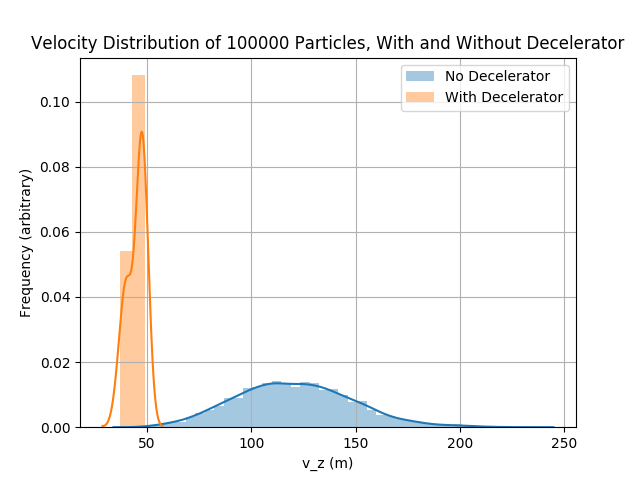 Velocity Distribution of 100000 Particles, With and Without Decelerator
No Decelerator
With Decelerator
Frequency (arbitrary)
0.10
0.08
0.06
0.04
0.02
0.00
50
100
150
200
250
v_z (m)